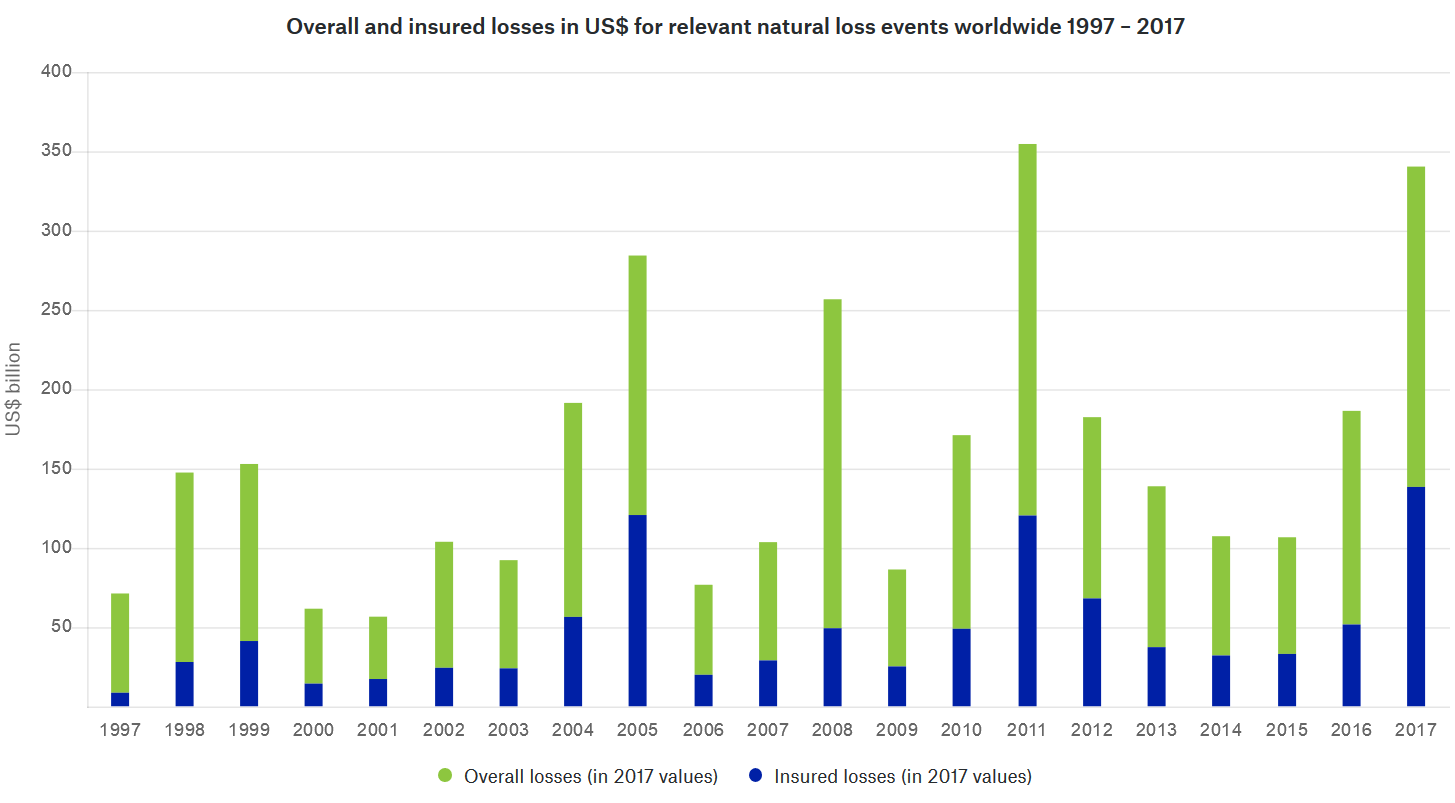 Overall and insured losses in US$ for relevant natural loss events worldwide 1997 – 2017
400
350
300
250
200
150
100
50
US$ billion
1997 1998 1999 2000 2001 2002 2003 2004 2005 2006 2007 2008 2009 2010 2011 2012 2013 2014 2015 2016 2017
Overall losses (in 2017 values) Insured losses (in 2017 values)